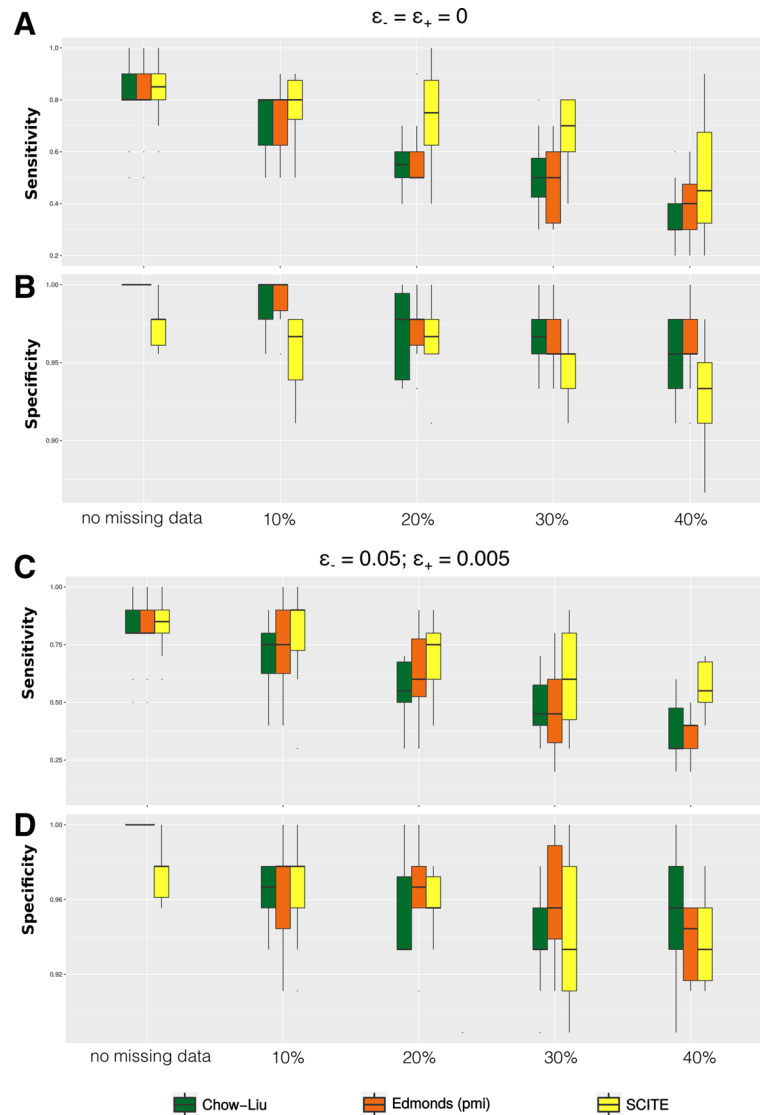 A
ε- = ε+ = 0
Sensitivity
1.0
0.8
0.6
0.4
0.2
B
Specificity
1.00
0.95
0.90
no missing data 10% 20% 30% 40%
C
ε- = 0.05; ε+ = 0.005
Sensitivity
1.00
0.75
0.50
0.25
D
Specificity
1.00
0.96
0.92
no missing data 10% 20% 30% 40%
Chow-Liu Edmonds (pmi) SCITE